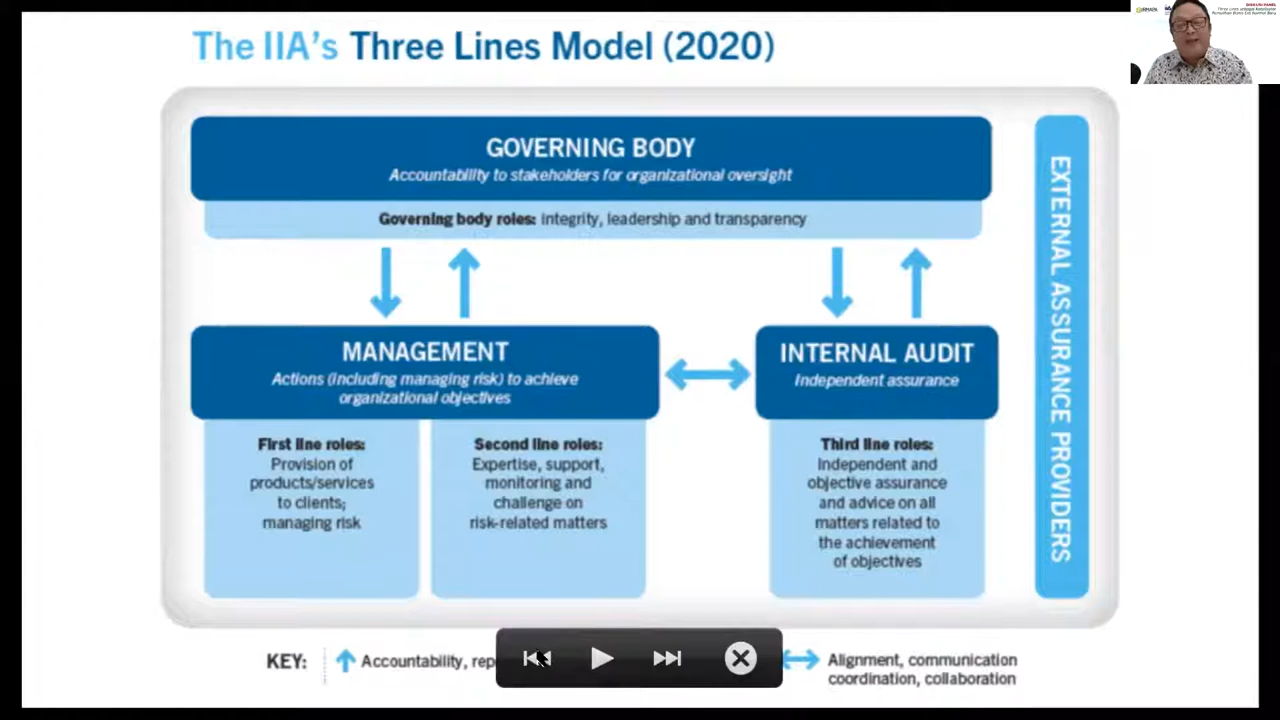 The IIA's Three Lines Model (2020)
GOVERNING BODY
Accountability to stakeholders for organizational oversight
Governing body roles: integrity, leadership and transparency
MANAGEMENT
Actions (including managing risk) to achieve
organizational objectives
INTERNAL AUDIT
Independent assurance
First line roles:
Provision of
products/services
to clients;
managing risk
Second line roles:
Expertise, support,
monitoring and
challenge on
risk-related matters
Third line roles:
Independent and
objective assurance
and advice on all
matters related to
the achievement
of objectives
EXTERNAL ASSURANCE PROVIDERS
KEY:
Accountability, rep
Alignment, communication
coordination, collaboration
DISKUSI PANEL